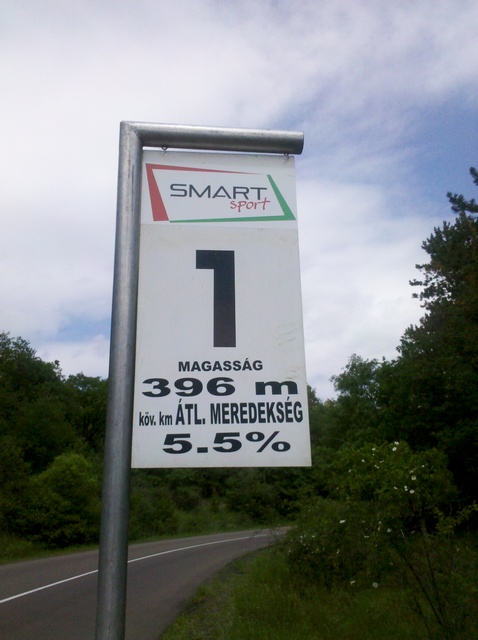 SMART
sport
1
MAGASSÁG
396 m
köv. km ÁTL. MEREDEKSÉG
5.5%